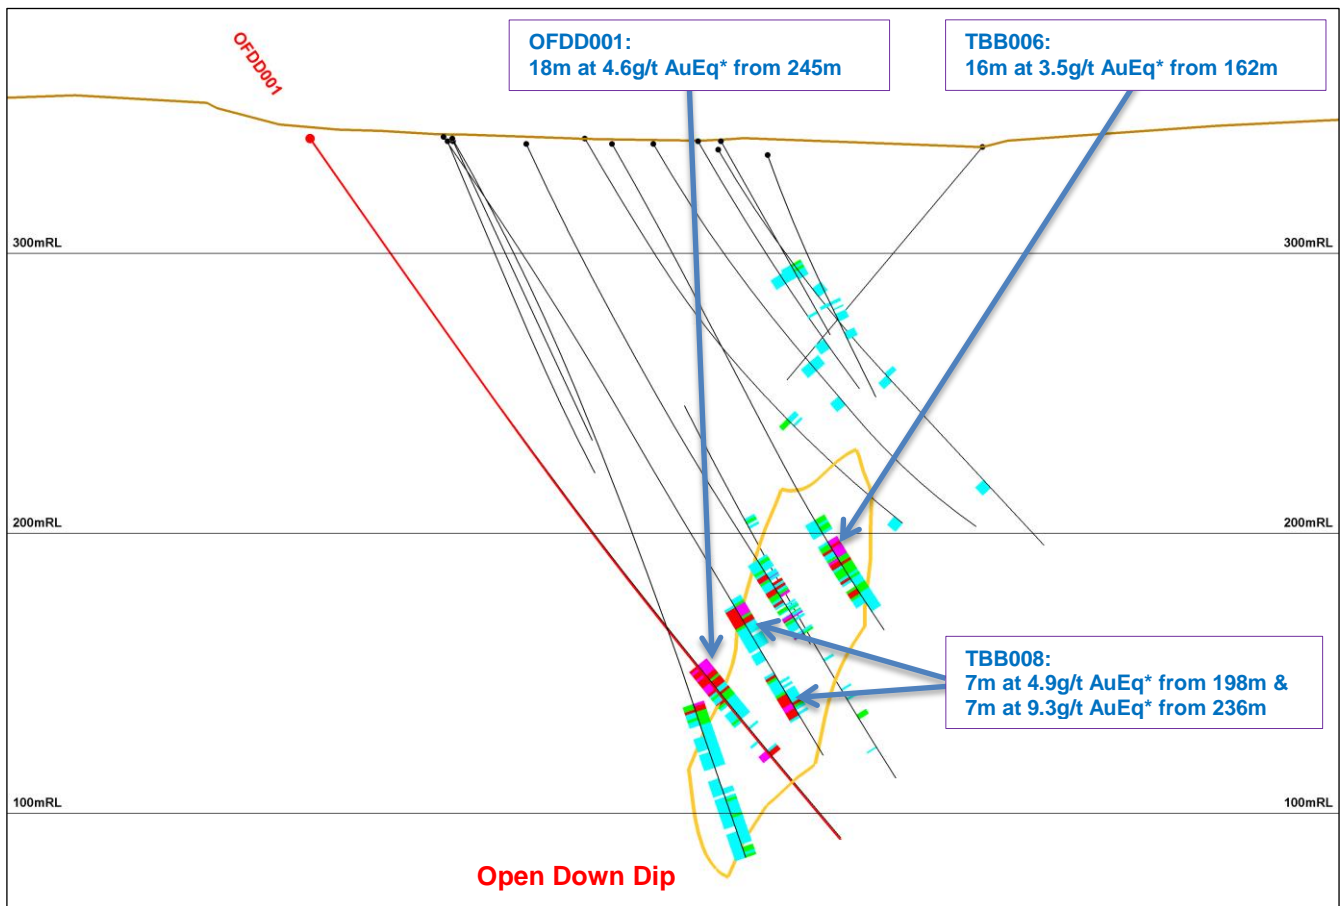 OFDD001
OFDD001:
18m at 4.6g/t AuEq* from 245m
TBB006:
16m at 3.5g/t AuEq* from 162m
300mRL
300mRL
200mRL
200mRL
TBB008:
7m at 4.9g/t AuEq* from 198m &
7m at 9.3g/t AuEq* from 236m
100mRL
100mRL
Open Down Dip